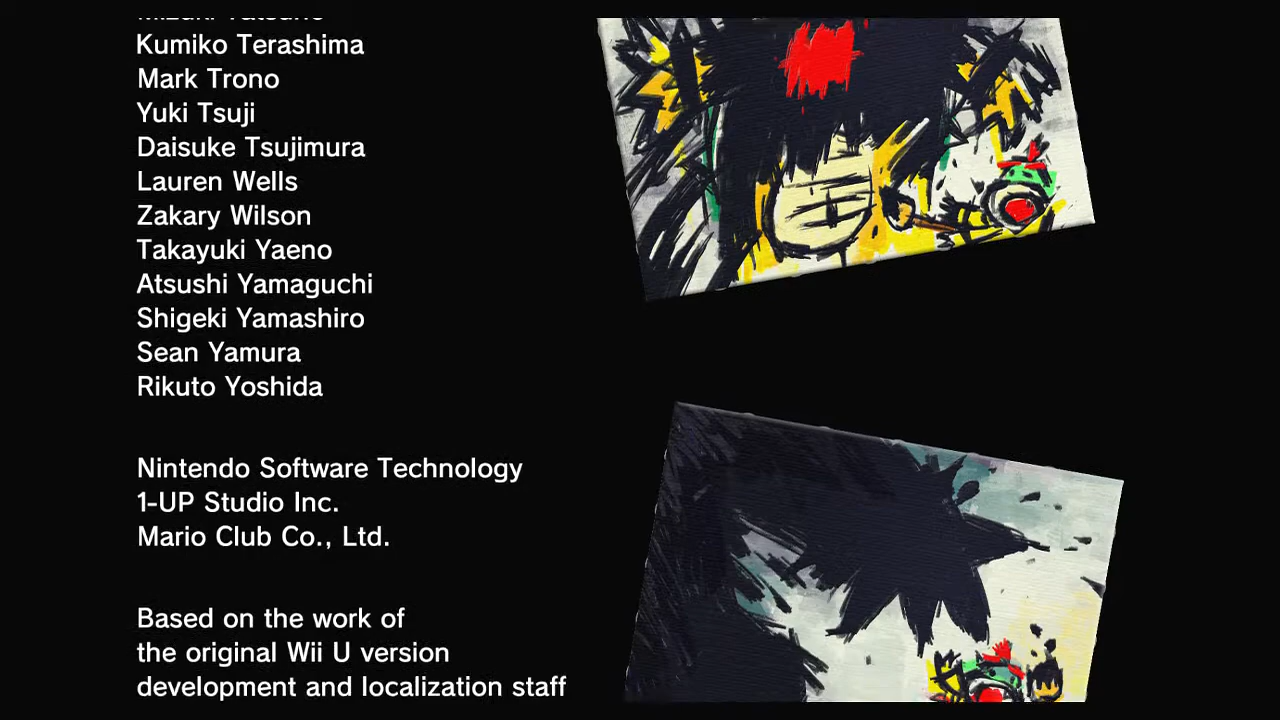 Kumiko Terashima
Mark Trono
Yuki Tsuji
Daisuke Tsujimura
Lauren Wells
Zakary Wilson
Takayuki Yaeno
Atsushi Yamaguchi
Shigeki Yamashiro
Sean Yamura
Rikuto Yoshida
Nintendo Software Technology
1-UP Studio Inc.
Mario Club Co., Ltd.
Based on the work of
the original Wii U version
development and localization staff